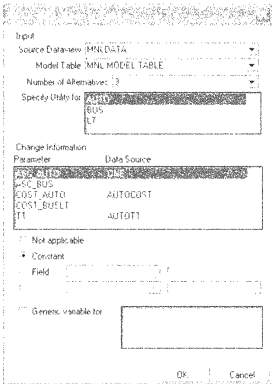 Input
Source Dataview MNLDATA
Model Table MNL MODEL TABLE
Number of Alternatives 3
Specify Utility for AUTO
BUS
LT
Change Information
Parameter Data Source
ASC_AUTO ONE
ASC_BUS
COST_AUTO AUTOCOST
COST_BUSLT
TT AUTOTT
Not applicable
Constant
Field
Generic variable for
OK Cancel